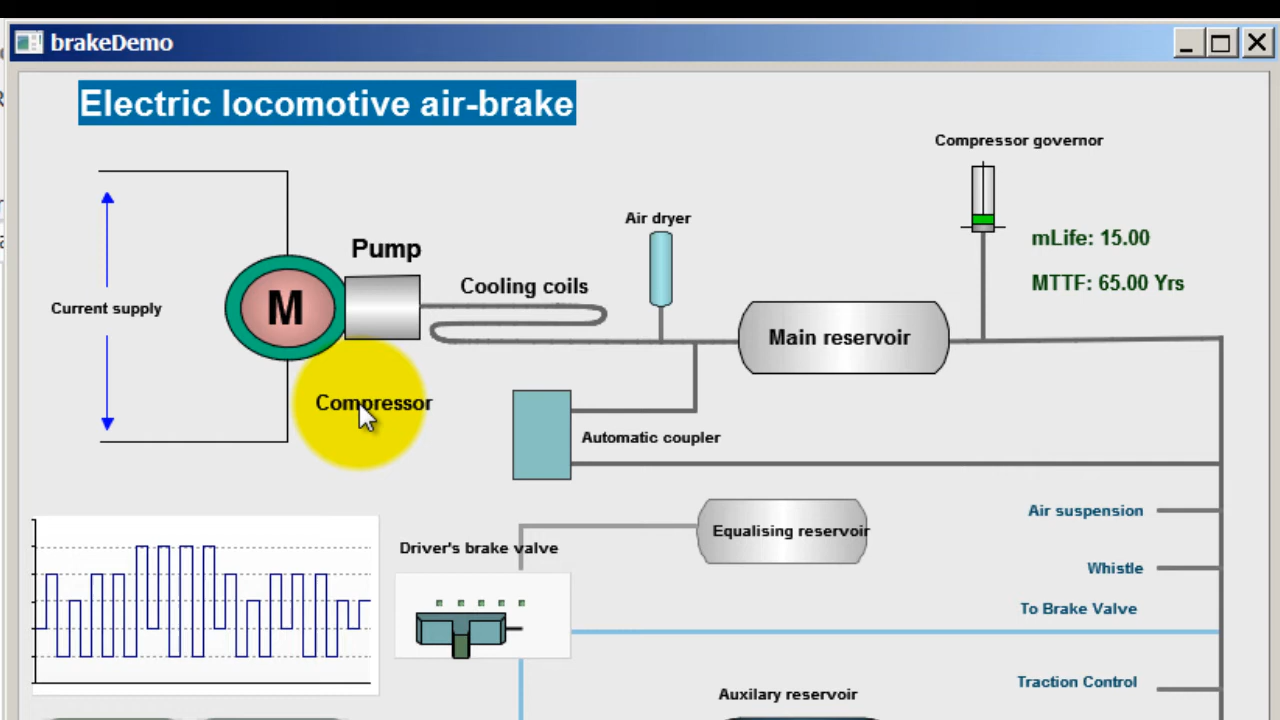 brakeDemo
Electric locomotive air-brake
Compressor governor
Air dryer
mLife: 15.00
Pump
MTTF: 65.00 Yrs
Cooling coils
Current supply
M
Main reservoir
Compressor
Automatic coupler
Air suspension
Equalising reservoir
Driver's brake valve
Whistle
To Brake Valve
Traction Control
Auxilary reservoir